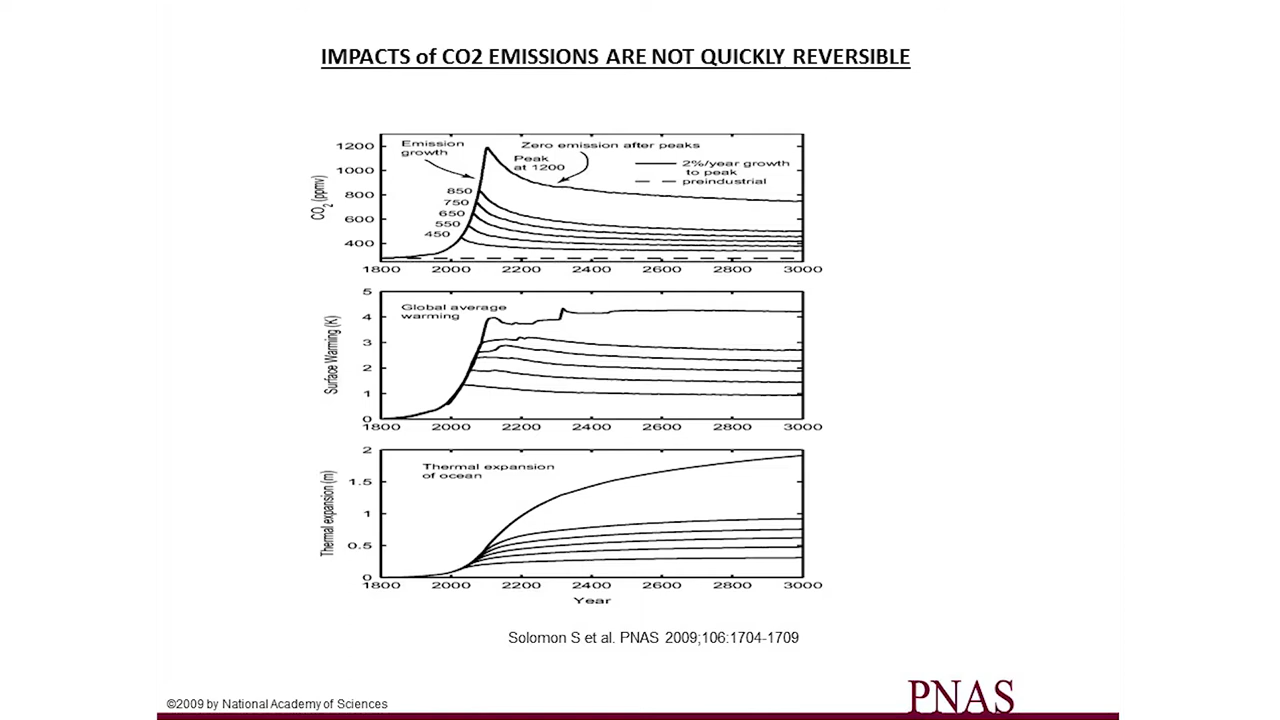 IMPACTS of CO2 EMISSIONS ARE NOT QUICKLY REVERSIBLE
Emission growth
Zero emission after peaks
Peak at 1200
2%/year growth to peak
preindustrial
1200
1000
800
600
400
850
750
650
550
450
CO2 (ppmv)
1800 2000 2200 2400 2600 2800 3000
Global average warming
5
4
3
2
1
0
Surface Warming (K)
1800 2000 2200 2400 2600 2800 3000
Thermal expansion of ocean
2
1.5
1
0.5
0
Thermal expansion (m)
1800 2000 2200 2400 2600 2800 3000
Year
Solomon S et al. PNAS 2009;106:1704-1709
©2009 by National Academy of Sciences
PNAS